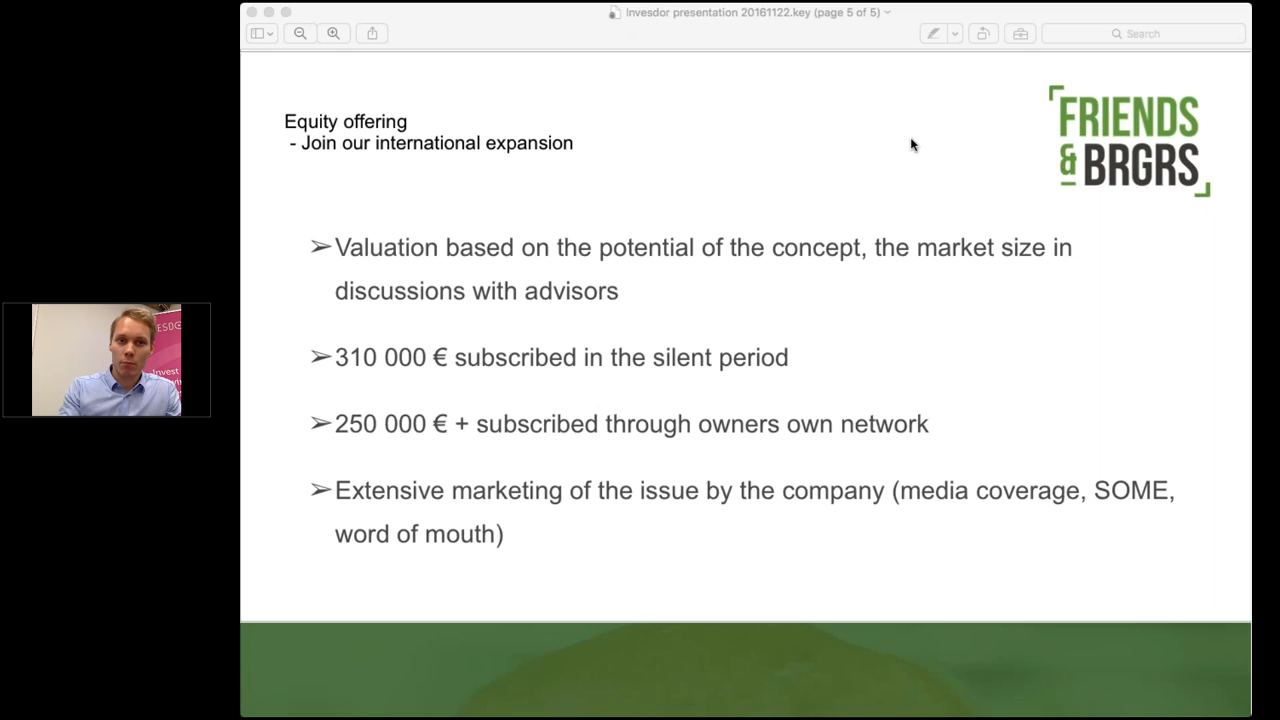 Invesdor presentation 20161122.key (page 5 of 5)
Search
Equity offering
- Join our international expansion
FRIENDS
& BRGRS
➢Valuation based on the potential of the concept, the market size in
discussions with advisors
➢310 000 € subscribed in the silent period
➢250 000 € + subscribed through owners own network
➢Extensive marketing of the issue by the company (media coverage, SOME,
word of mouth)
ESD
Invest